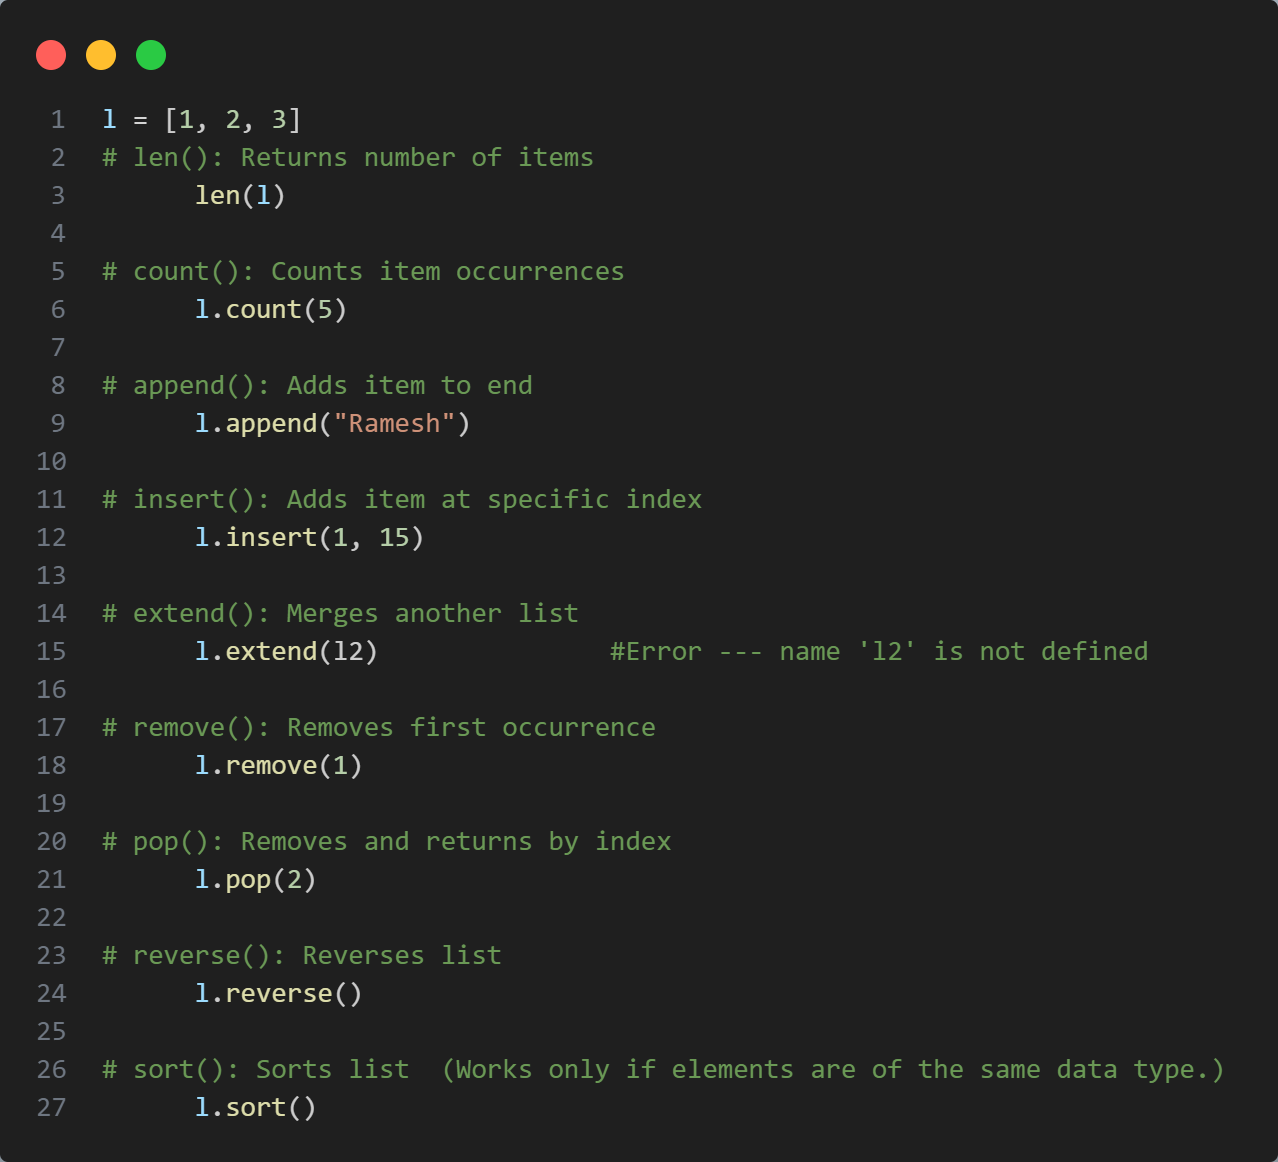 1 l = [1, 2, 3]
2 # len(): Returns number of items
3       len(l)
4
5 # count(): Counts item occurrences
6       l.count(5)
7
8 # append(): Adds item to end
9       l.append("Ramesh")
10
11 # insert(): Adds item at specific index
12       l.insert(1, 15)
13
14 # extend(): Merges another list
15       l.extend(l2)               #Error --- name 'l2' is not defined
16
17 # remove(): Removes first occurrence
18       l.remove(1)
19
20 # pop(): Removes and returns by index
21       l.pop(2)
22
23 # reverse(): Reverses list
24       l.reverse()
25
26 # sort(): Sorts list  (Works only if elements are of the same data type.)
27       l.sort()